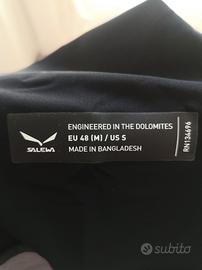 SALEWA
ENGINEERED IN THE DOLOMITES
EU 48 (M) / US S
MADE IN BANGLADESH
RN134696
subito